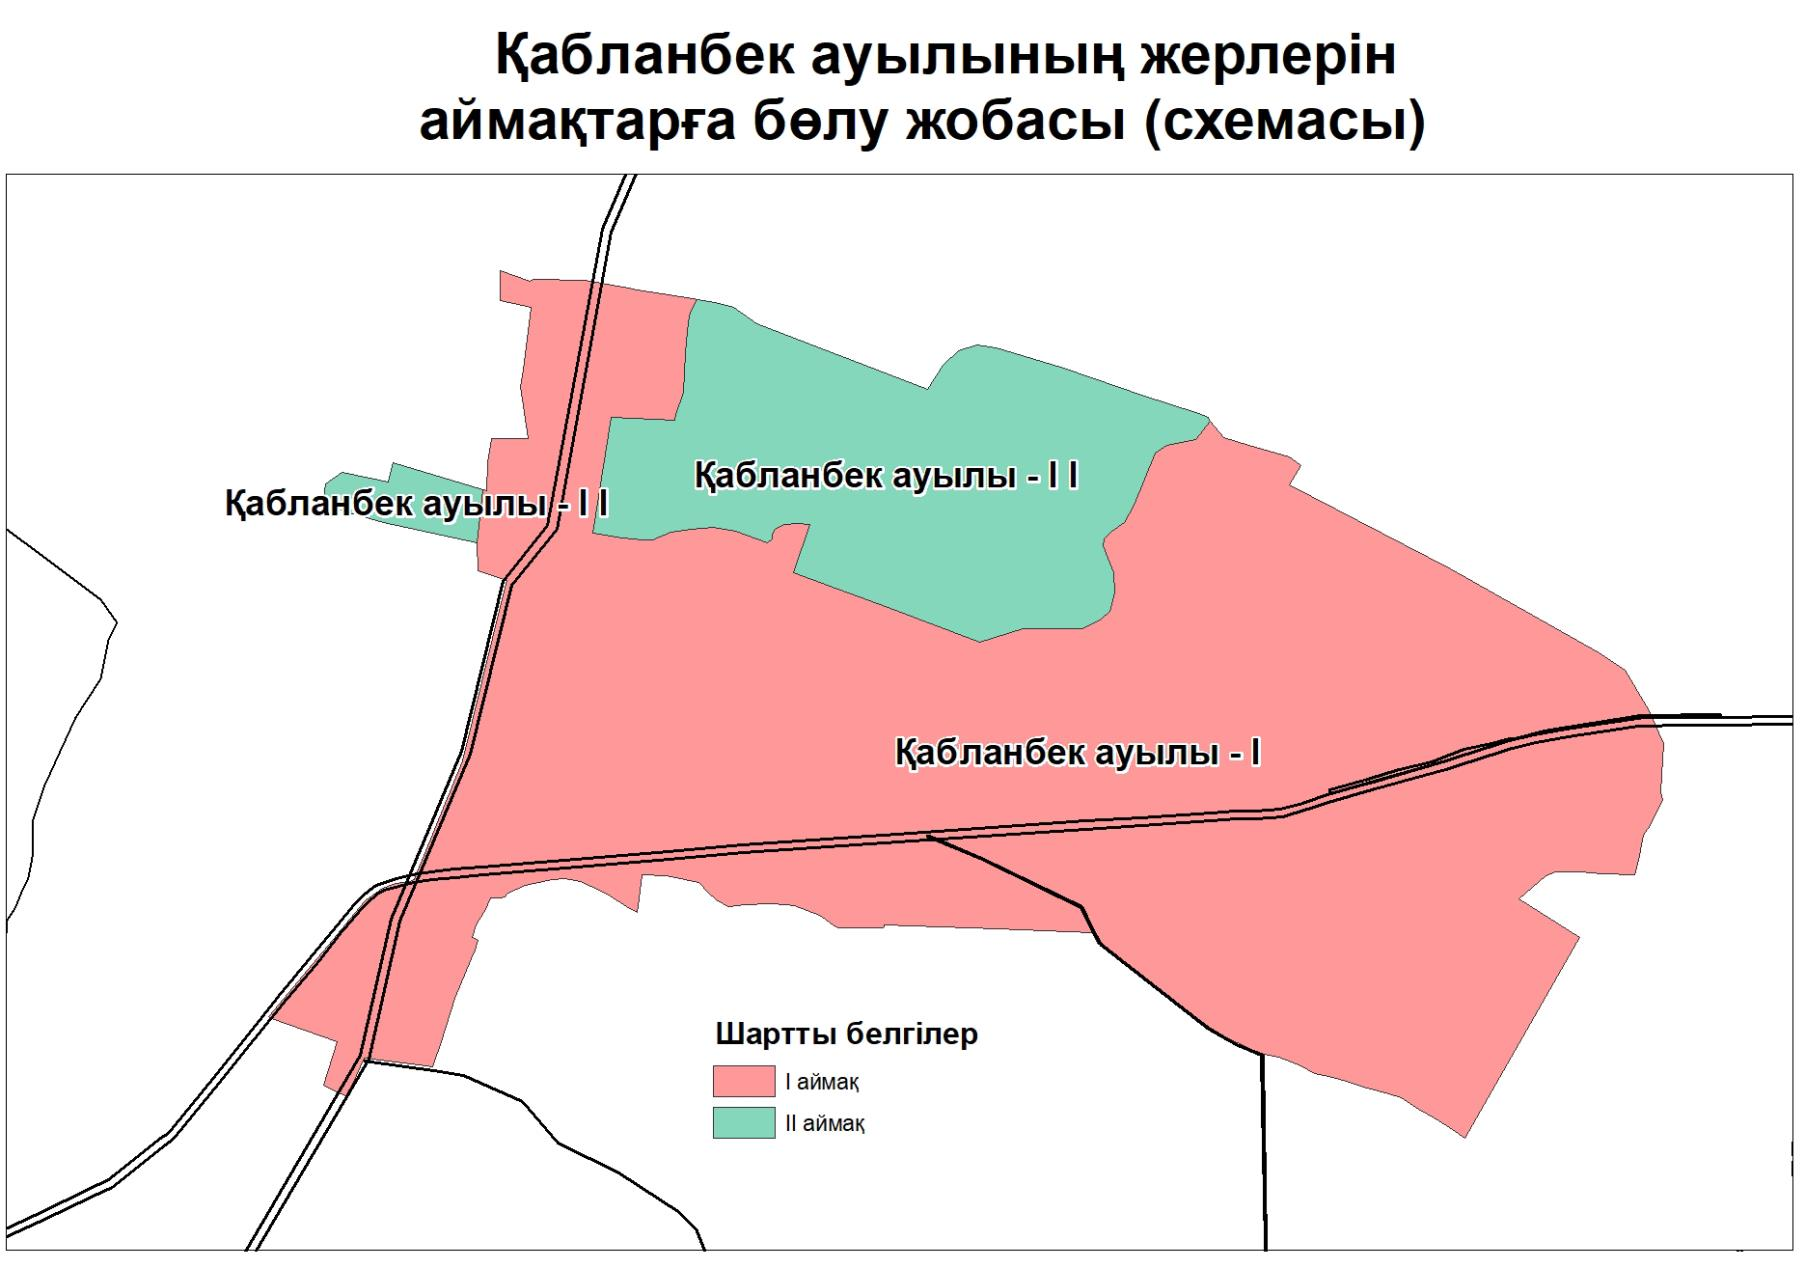 Қабланбек ауылының жерлерін
аймақтарға бөлу жобасы (схемасы)
Қабланбек ауылы - I I
Қабланбек ауылы - I I
Қабланбек ауылы - I
Шартты белгілер
I аймақ
II аймақ